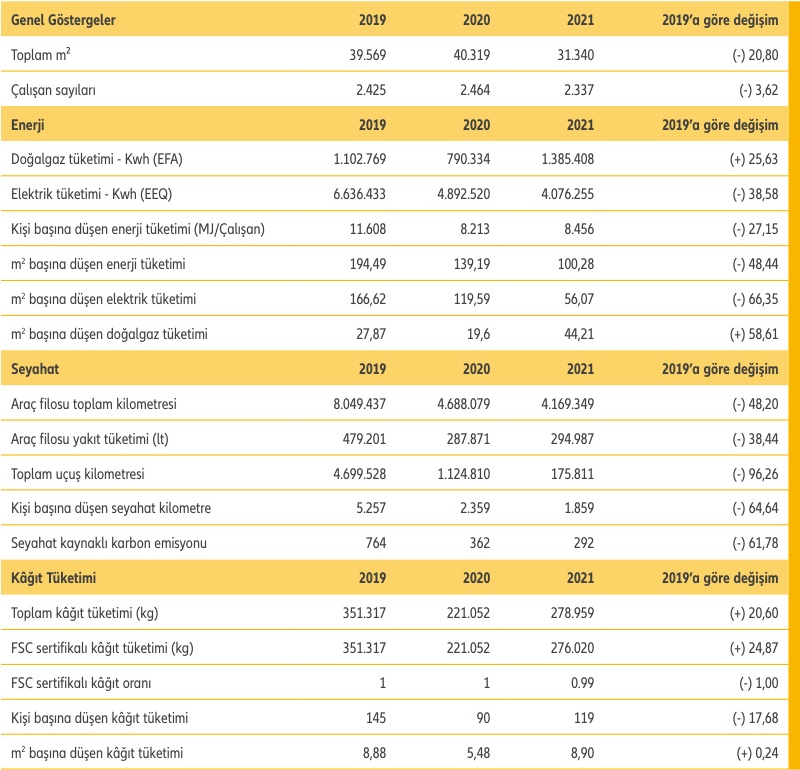 Genel Göstergeler 2019 2020 2021 2019’a göre değişim
Toplam m² 39.569 40.319 31.340 (-) 20,80
Çalışan sayıları 2.425 2.464 2.337 (-) 3,62
Enerji 2019 2020 2021 2019’a göre değişim
Doğalgaz tüketimi - Kwh (EFA) 1.102.769 790.334 1.385.408 (+) 25,63
Elektrik tüketimi - Kwh (EEQ) 6.636.433 4.892.520 4.076.255 (-) 38,58
Kişi başına düşen enerji tüketimi (MJ/Çalışan) 11.608 8.213 8.456 (-) 27,15
m² başına düşen enerji tüketimi 194,49 139,19 100,28 (-) 48,44
m² başına düşen elektrik tüketimi 166,62 119,59 56,07 (-) 66,35
m² başına düşen doğalgaz tüketimi 27,87 19,6 44,21 (+) 58,61
Seyahat 2019 2020 2021 2019’a göre değişim
Araç filosu toplam kilometresi 8.049.437 4.688.079 4.169.349 (-) 48,20
Araç filosu yakıt tüketimi (lt) 479.201 287.871 294.987 (-) 38,44
Toplam uçuş kilometresi 4.699.528 1.124.810 175.811 (-) 96,26
Kişi başına düşen seyahat kilometre 5.257 2.359 1.859 (-) 64,64
Seyahat kaynaklı karbon emisyonu 764 362 292 (-) 61,78
Kâğıt Tüketimi 2019 2020 2021 2019’a göre değişim
Toplam kâğıt tüketimi (kg) 351.317 221.052 278.959 (+) 20,60
FSC sertifikalı kâğıt tüketimi (kg) 351.317 221.052 276.020 (+) 24,87
FSC sertifikalı kâğıt oranı 1 1 0.99 (-) 1,00
Kişi başına düşen kâğıt tüketimi 145 90 119 (-) 17,68
m² başına düşen kâğıt tüketimi 8,88 5,48 8,90 (+) 0,24